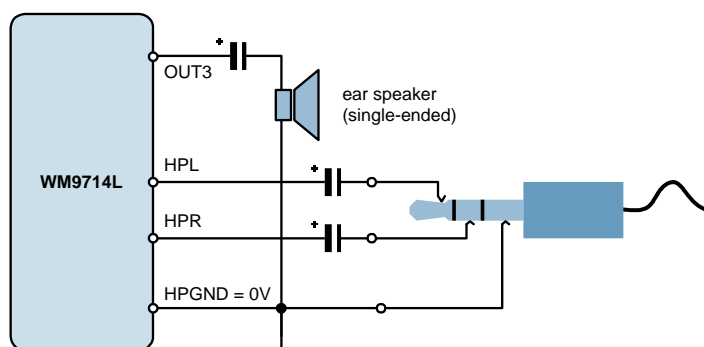 +
OUT3
ear speaker
(single-ended)
WM9714L
HPL
+
HPR
+
HPGND = 0V